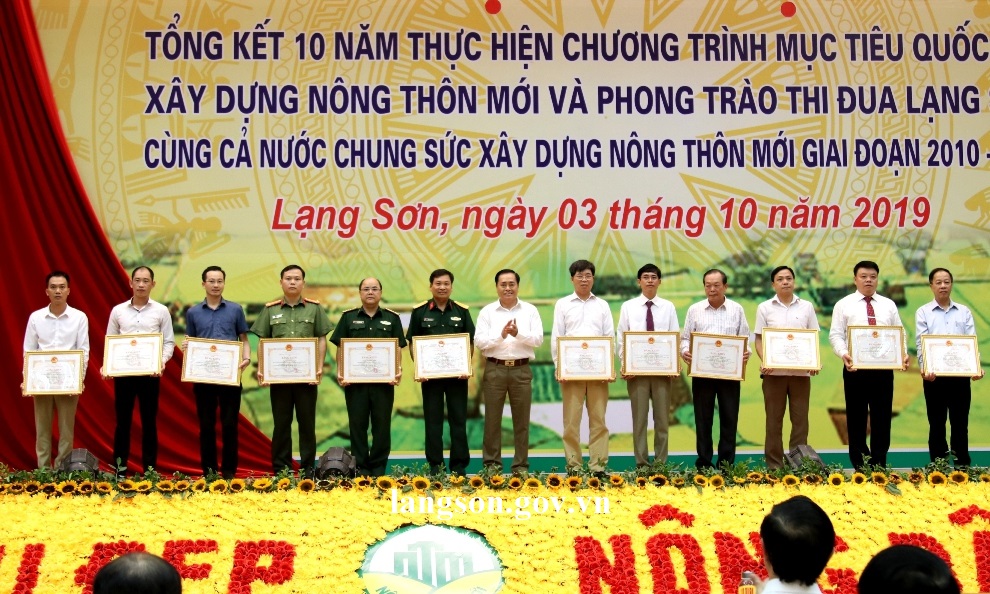 TỔNG KẾT 10 NĂM THỰC HIỆN CHƯƠNG TRÌNH MỤC TIÊU QUỐC
XÂY DỰNG NÔNG THÔN MỚI VÀ PHONG TRÀO THI ĐUA LẠNG
CÙNG CẢ NƯỚC CHUNG SỨC XÂY DỰNG NÔNG THÔN MỚI GIAI ĐOẠN 2010 -
Lạng Sơn, ngày 03 tháng 10 năm 2019
langson.gov.vn
ĐẸP NÔNG